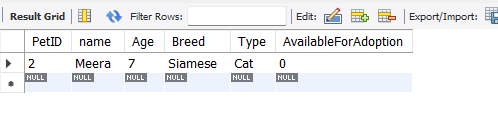 Result Grid Filter Rows: Edit: Export/Import:
PetID name Age Breed Type AvailableForAdoption
2 Meera 7 Siamese Cat 0
NULL NULL NULL NULL NULL NULL